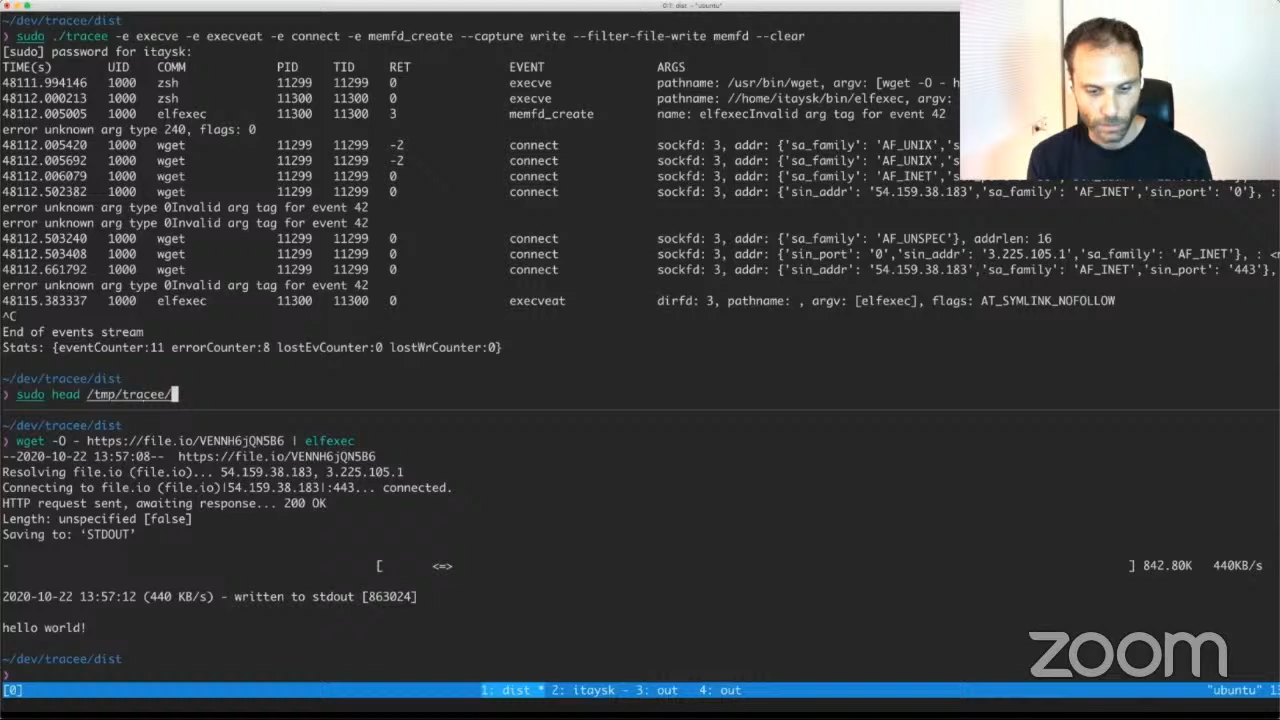 0:1: dist - "ubuntu"
~/dev/tracee/dist
❯ sudo ./tracee -e execve -e execveat -e connect -e memfd_create --capture write --filter-file-write memfd --clear
[sudo] password for itaysk:
TIME(s) UID COMM PID TID RET EVENT ARGS
48111.994146 1000 zsh 11299 11299 0 execve pathname: /usr/bin/wget, argv: [wget -O - h
48112.000213 1000 zsh 11300 11300 0 execve pathname: //home/itaysk/bin/elfexec, argv:
48112.005005 1000 elfexec 11300 11300 3 memfd_create name: elfexecInvalid arg tag for event 42
error unknown arg type 240, flags: 0
48112.005420 1000 wget 11299 11299 -2 connect sockfd: 3, addr: {'sa_family': 'AF_UNIX','s
48112.005692 1000 wget 11299 11299 -2 connect sockfd: 3, addr: {'sa_family': 'AF_UNIX','s
48112.006079 1000 wget 11299 11299 0 connect sockfd: 3, addr: {'sa_family': 'AF_INET','s
48112.502382 1000 wget 11299 11299 0 connect sockfd: 3, addr: {'sin_addr': '54.159.38.183','sa_family': 'AF_INET','sin_port': '0'}, :
error unknown arg type 0Invalid arg tag for event 42
error unknown arg type 0Invalid arg tag for event 42
48112.503240 1000 wget 11299 11299 0 connect sockfd: 3, addr: {'sa_family': 'AF_UNSPEC'}, addrlen: 16
48112.503408 1000 wget 11299 11299 0 connect sockfd: 3, addr: {'sin_port': '0','sin_addr': '3.225.105.1','sa_family': 'AF_INET'}, :
48112.661792 1000 wget 11299 11299 0 connect sockfd: 3, addr: {'sin_addr': '54.159.38.183','sa_family': 'AF_INET','sin_port': '443'},
error unknown arg type 0Invalid arg tag for event 42
48115.383337 1000 elfexec 11300 11300 0 execveat dirfd: 3, pathname: , argv: [elfexec], flags: AT_SYMLINK_NOFOLLOW
^C
End of events stream
Stats: {eventCounter:11 errorCounter:8 lostEvCounter:0 lostWrCounter:0}
~/dev/tracee/dist
❯ sudo head /tmp/tracee/
~/dev/tracee/dist
❯ wget -O - https://file.io/VENNH6jQN5B6 | elfexec
--2020-10-22 13:57:08-- https://file.io/VENNH6jQN5B6
Resolving file.io (file.io)... 54.159.38.183, 3.225.105.1
Connecting to file.io (file.io)|54.159.38.183|:443... connected.
HTTP request sent, awaiting response... 200 OK
Length: unspecified [false]
Saving to: ‘STDOUT’
- [ <=> ] 842.80K 440KB/s
2020-10-22 13:57:12 (440 KB/s) - written to stdout [863024]
hello world!
~/dev/tracee/dist
❯
[0] 1: dist * 2: itaysk - 3: out 4: out "ubuntu" 1
zoom